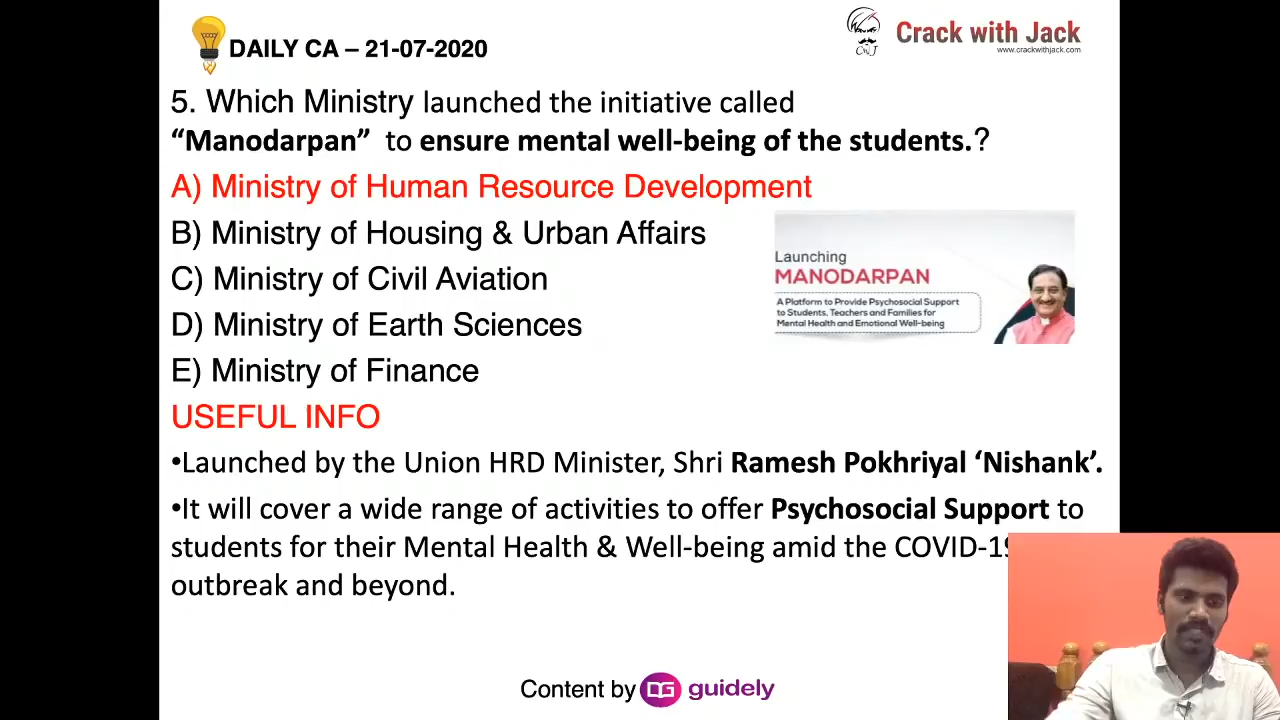 DAILY CA – 21-07-2020
Crack with Jack
www.crackwithjack.com
CwJ
5. Which Ministry launched the initiative called
“Manodarpan” to ensure mental well-being of the students.?
A) Ministry of Human Resource Development
B) Ministry of Housing & Urban Affairs
C) Ministry of Civil Aviation
D) Ministry of Earth Sciences
E) Ministry of Finance
Launching
MANODARPAN
A Platform to Provide Psychosocial Support
to Students, Teachers and Families for
Mental Health and Emotional Well-being
USEFUL INFO
•Launched by the Union HRD Minister, Shri Ramesh Pokhriyal ‘Nishank’.
•It will cover a wide range of activities to offer Psychosocial Support to
students for their Mental Health & Well-being amid the COVID-19
outbreak and beyond.
Content by guidely